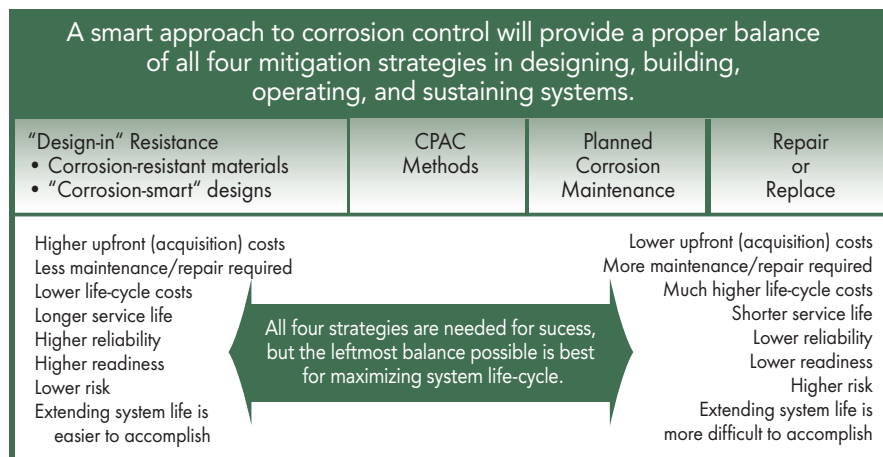 A smart approach to corrosion control will provide a proper balance
of all four mitigation strategies in designing, building,
operating, and sustaining systems.
“Design-in“ Resistance
• Corrosion-resistant materials
• “Corrosion-smart“ designs
CPAC
Methods
Planned
Corrosion
Maintenance
Repair
or
Replace
Higher upfront (acquisition) costs
Less maintenance/repair required
Lower life-cycle costs
Longer service life
Higher reliability
Higher readiness
Lower risk
Extending system life is
easier to accomplish
All four strategies are needed for sucess,
but the leftmost balance possible is best
for maximizing system life-cycle.
Lower upfront (acquisition) costs
More maintenance/repair required
Much higher life-cycle costs
Shorter service life
Lower reliability
Lower readiness
Higher risk
Extending system life is
more difficult to accomplish